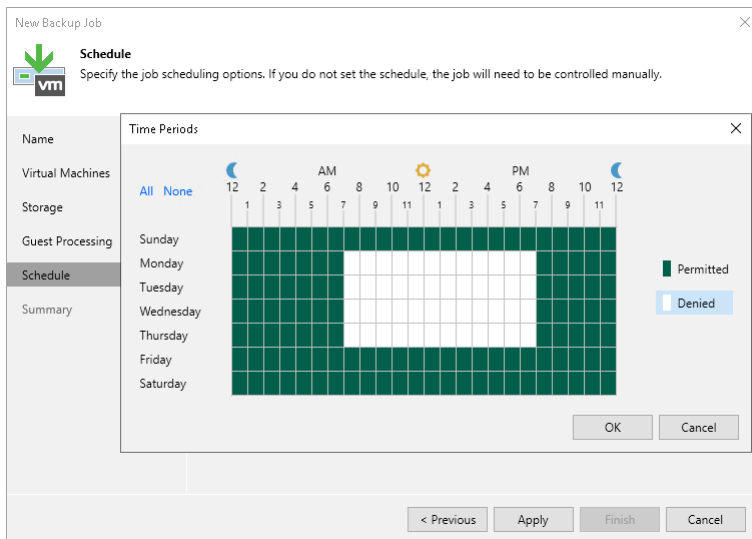 New Backup Job
Schedule
Specify the job scheduling options. If you do not set the schedule, the job will need to be controlled manually.
vm
Name
Virtual Machines
Storage
Guest Processing
Schedule
Summary
Time Periods
All None
AM PM
12 2 4 6 8 10 12 2 4 6 8 10 12
1 3 5 7 9 11 1 3 5 7 9 11
Sunday
Monday
Tuesday
Wednesday
Thursday
Friday
Saturday
Permitted
Denied
OK Cancel
< Previous Apply Finish Cancel